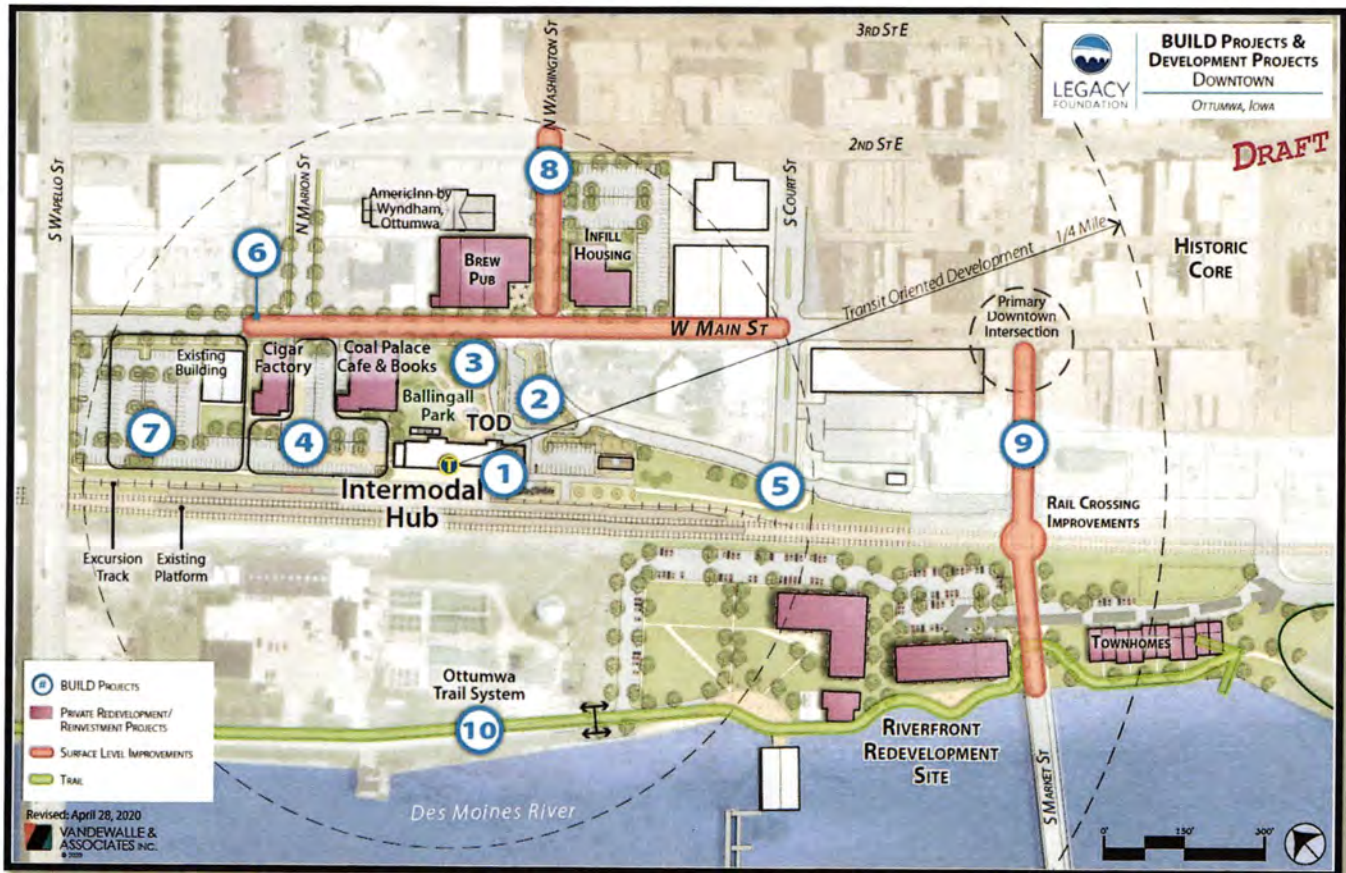 3RD ST E
N WASHINGTON ST
LEGACY
FOUNDATION
BUILD PROJECTS &
DEVELOPMENT PROJECTS
DOWNTOWN
OTTUMWA, IOWA
DRAFT
2ND ST E
S WAPELLO ST
N MARION ST
S COURT ST
8
AmericInn by
Wyndham,
Ottumwa
6
BREW
PUB
INFILL
HOUSING
Transit Oriented Development 1/4 Mile
HISTORIC
CORE
PRIMARY
DOWNTOWN
INTERSECTION
W MAIN ST
Existing
Building
Cigar
Factory
Coal Palace
Cafe & Books
3
Ballingall
Park
2
TOD
7
4
T
1
5
9
Intermodal
Hub
RAIL CROSSING
IMPROVEMENTS
Excursion
Track
Existing
Platform
TOWNHOMES
# BUILD PROJECTS
PRIVATE REDEVELOPMENT/
REINVESTMENT PROJECTS
SURFACE LEVEL IMPROVEMENTS
TRAIL
Ottumwa
Trail System
10
RIVERFRONT
REDEVELOPMENT
SITE
S MARKET ST
Des Moines River
Revised: April 28, 2020
VANDEWALLE &
ASSOCIATES INC.
© 2020
0' 150' 300'